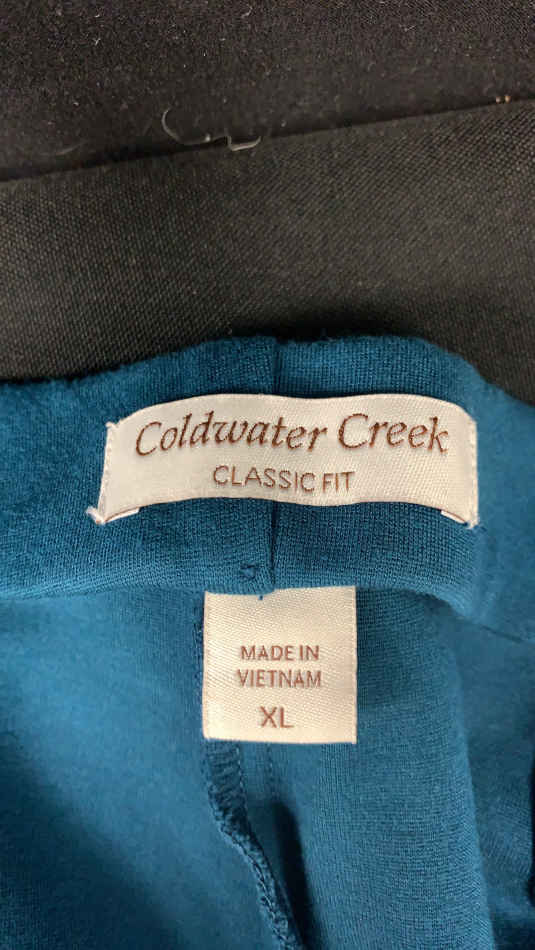 Coldwater Creek
CLASSIC FIT
MADE IN
VIETNAM
XL